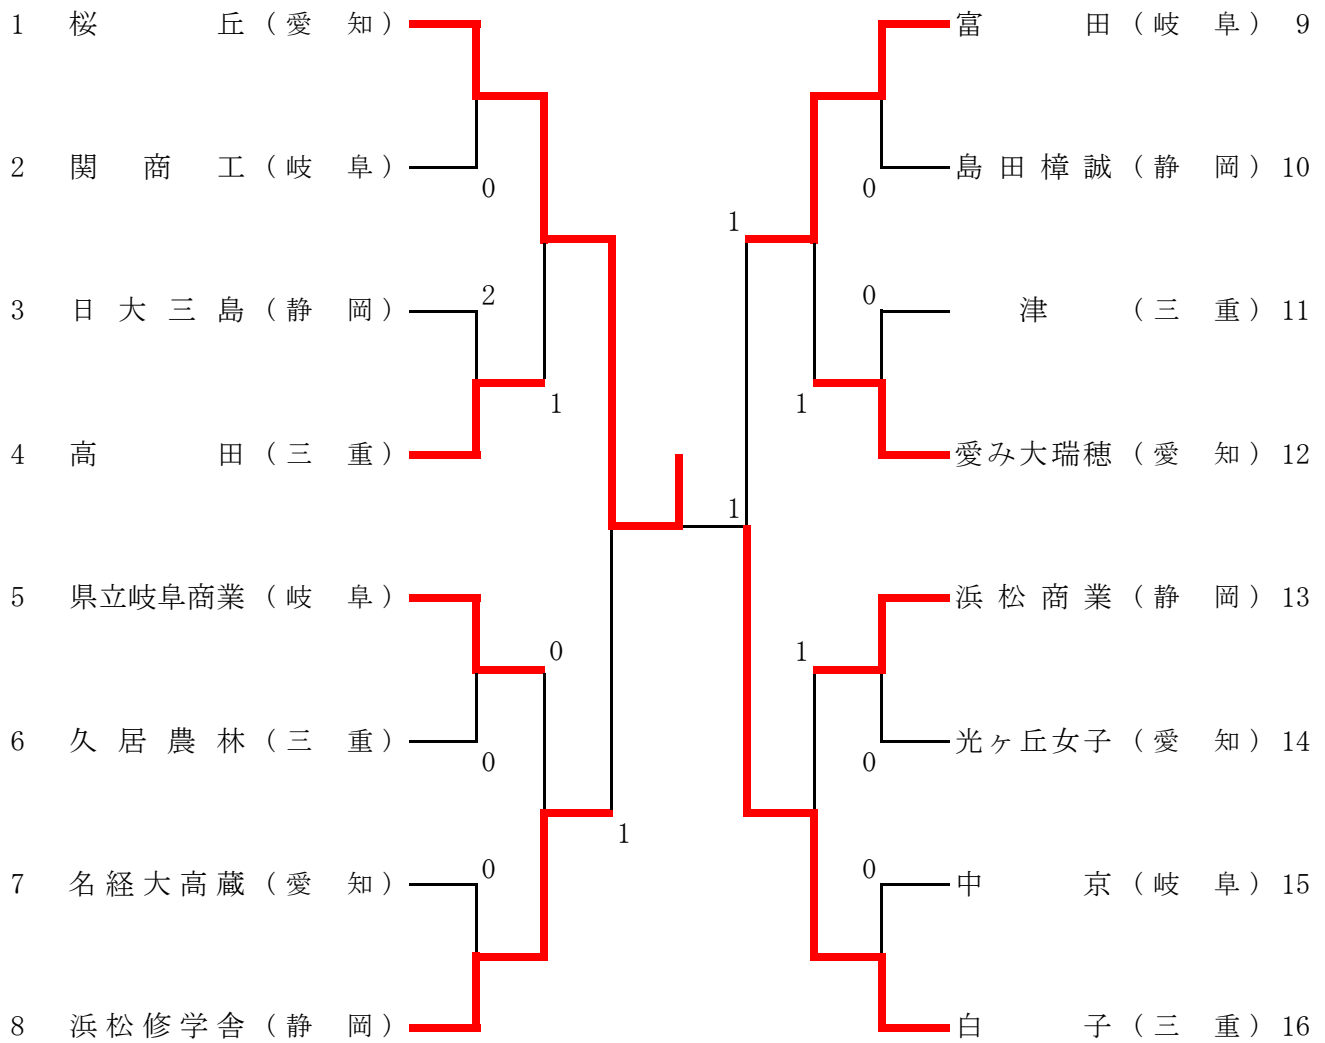 1 桜丘(愛知)
富田(岐阜) 9
2 関商工(岐阜)
島田樟誠(静岡) 10
0
0
1
3 日大三島(静岡)
2
0
津(三重) 11
1
1
4 高田(三重)
愛み大瑞穂(愛知) 12
1
5 県立岐阜商業(岐阜)
浜松商業(静岡) 13
0
1
6 久居農林(三重)
光ヶ丘女子(愛知) 14
0
0
1
7 名経大高蔵(愛知)
0
0
中京(岐阜) 15
8 浜松修学舎(静岡)
白子(三重) 16